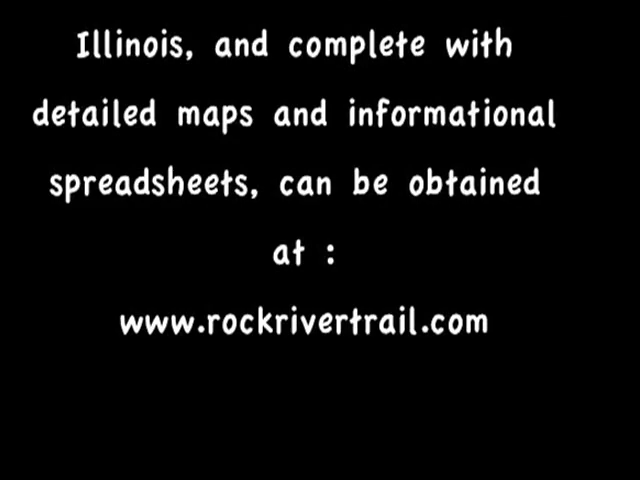 Illinois, and complete with
detailed maps and informational
spreadsheets, can be obtained
at :
www.rockrivertrail.com